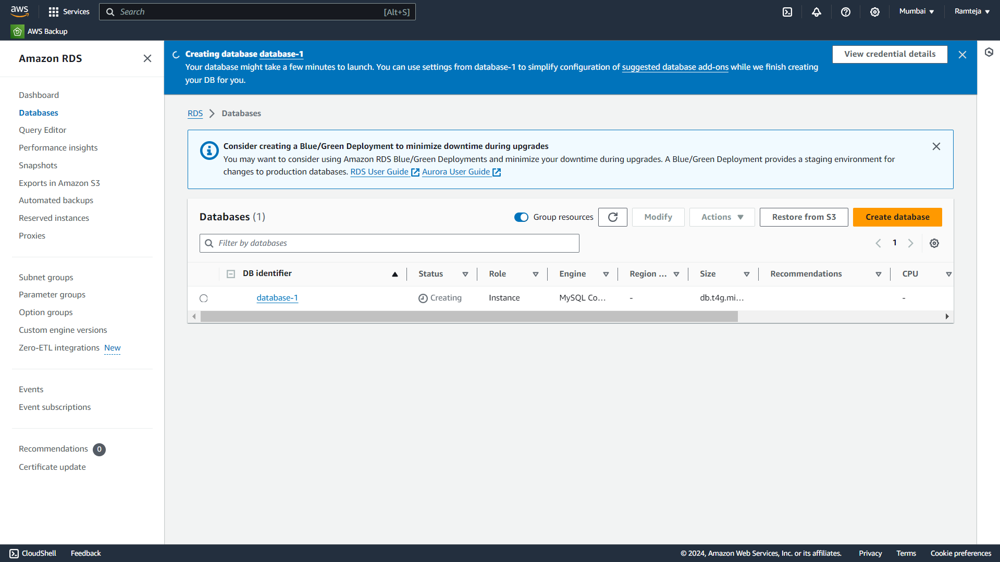 aws
Services
Search
[Alt+S]
Mumbai
Ramteja
AWS Backup
Amazon RDS
Dashboard
Databases
Query Editor
Performance insights
Snapshots
Exports in Amazon S3
Automated backups
Reserved instances
Proxies
Subnet groups
Parameter groups
Option groups
Custom engine versions
Zero-ETL integrations New
Events
Event subscriptions
Recommendations 0
Certificate update
Creating database database-1
Your database might take a few minutes to launch. You can use settings from database-1 to simplify configuration of suggested database add-ons while we finish creating
your DB for you.
View credential details
RDS Databases
Consider creating a Blue/Green Deployment to minimize downtime during upgrades
You may want to consider using Amazon RDS Blue/Green Deployments and minimize your downtime during upgrades. A Blue/Green Deployment provides a staging environment for
changes to production databases. RDS User Guide Aurora User Guide
Databases (1)
Group resources
Modify
Actions
Restore from S3
Create database
Filter by databases
1
DB identifier Status Role Engine Region ... Size Recommendations CPU
database-1 Creating Instance MySQL Co... - db.t4g.mi... -
CloudShell Feedback © 2024, Amazon Web Services, Inc. or its affiliates. Privacy Terms Cookie preferences